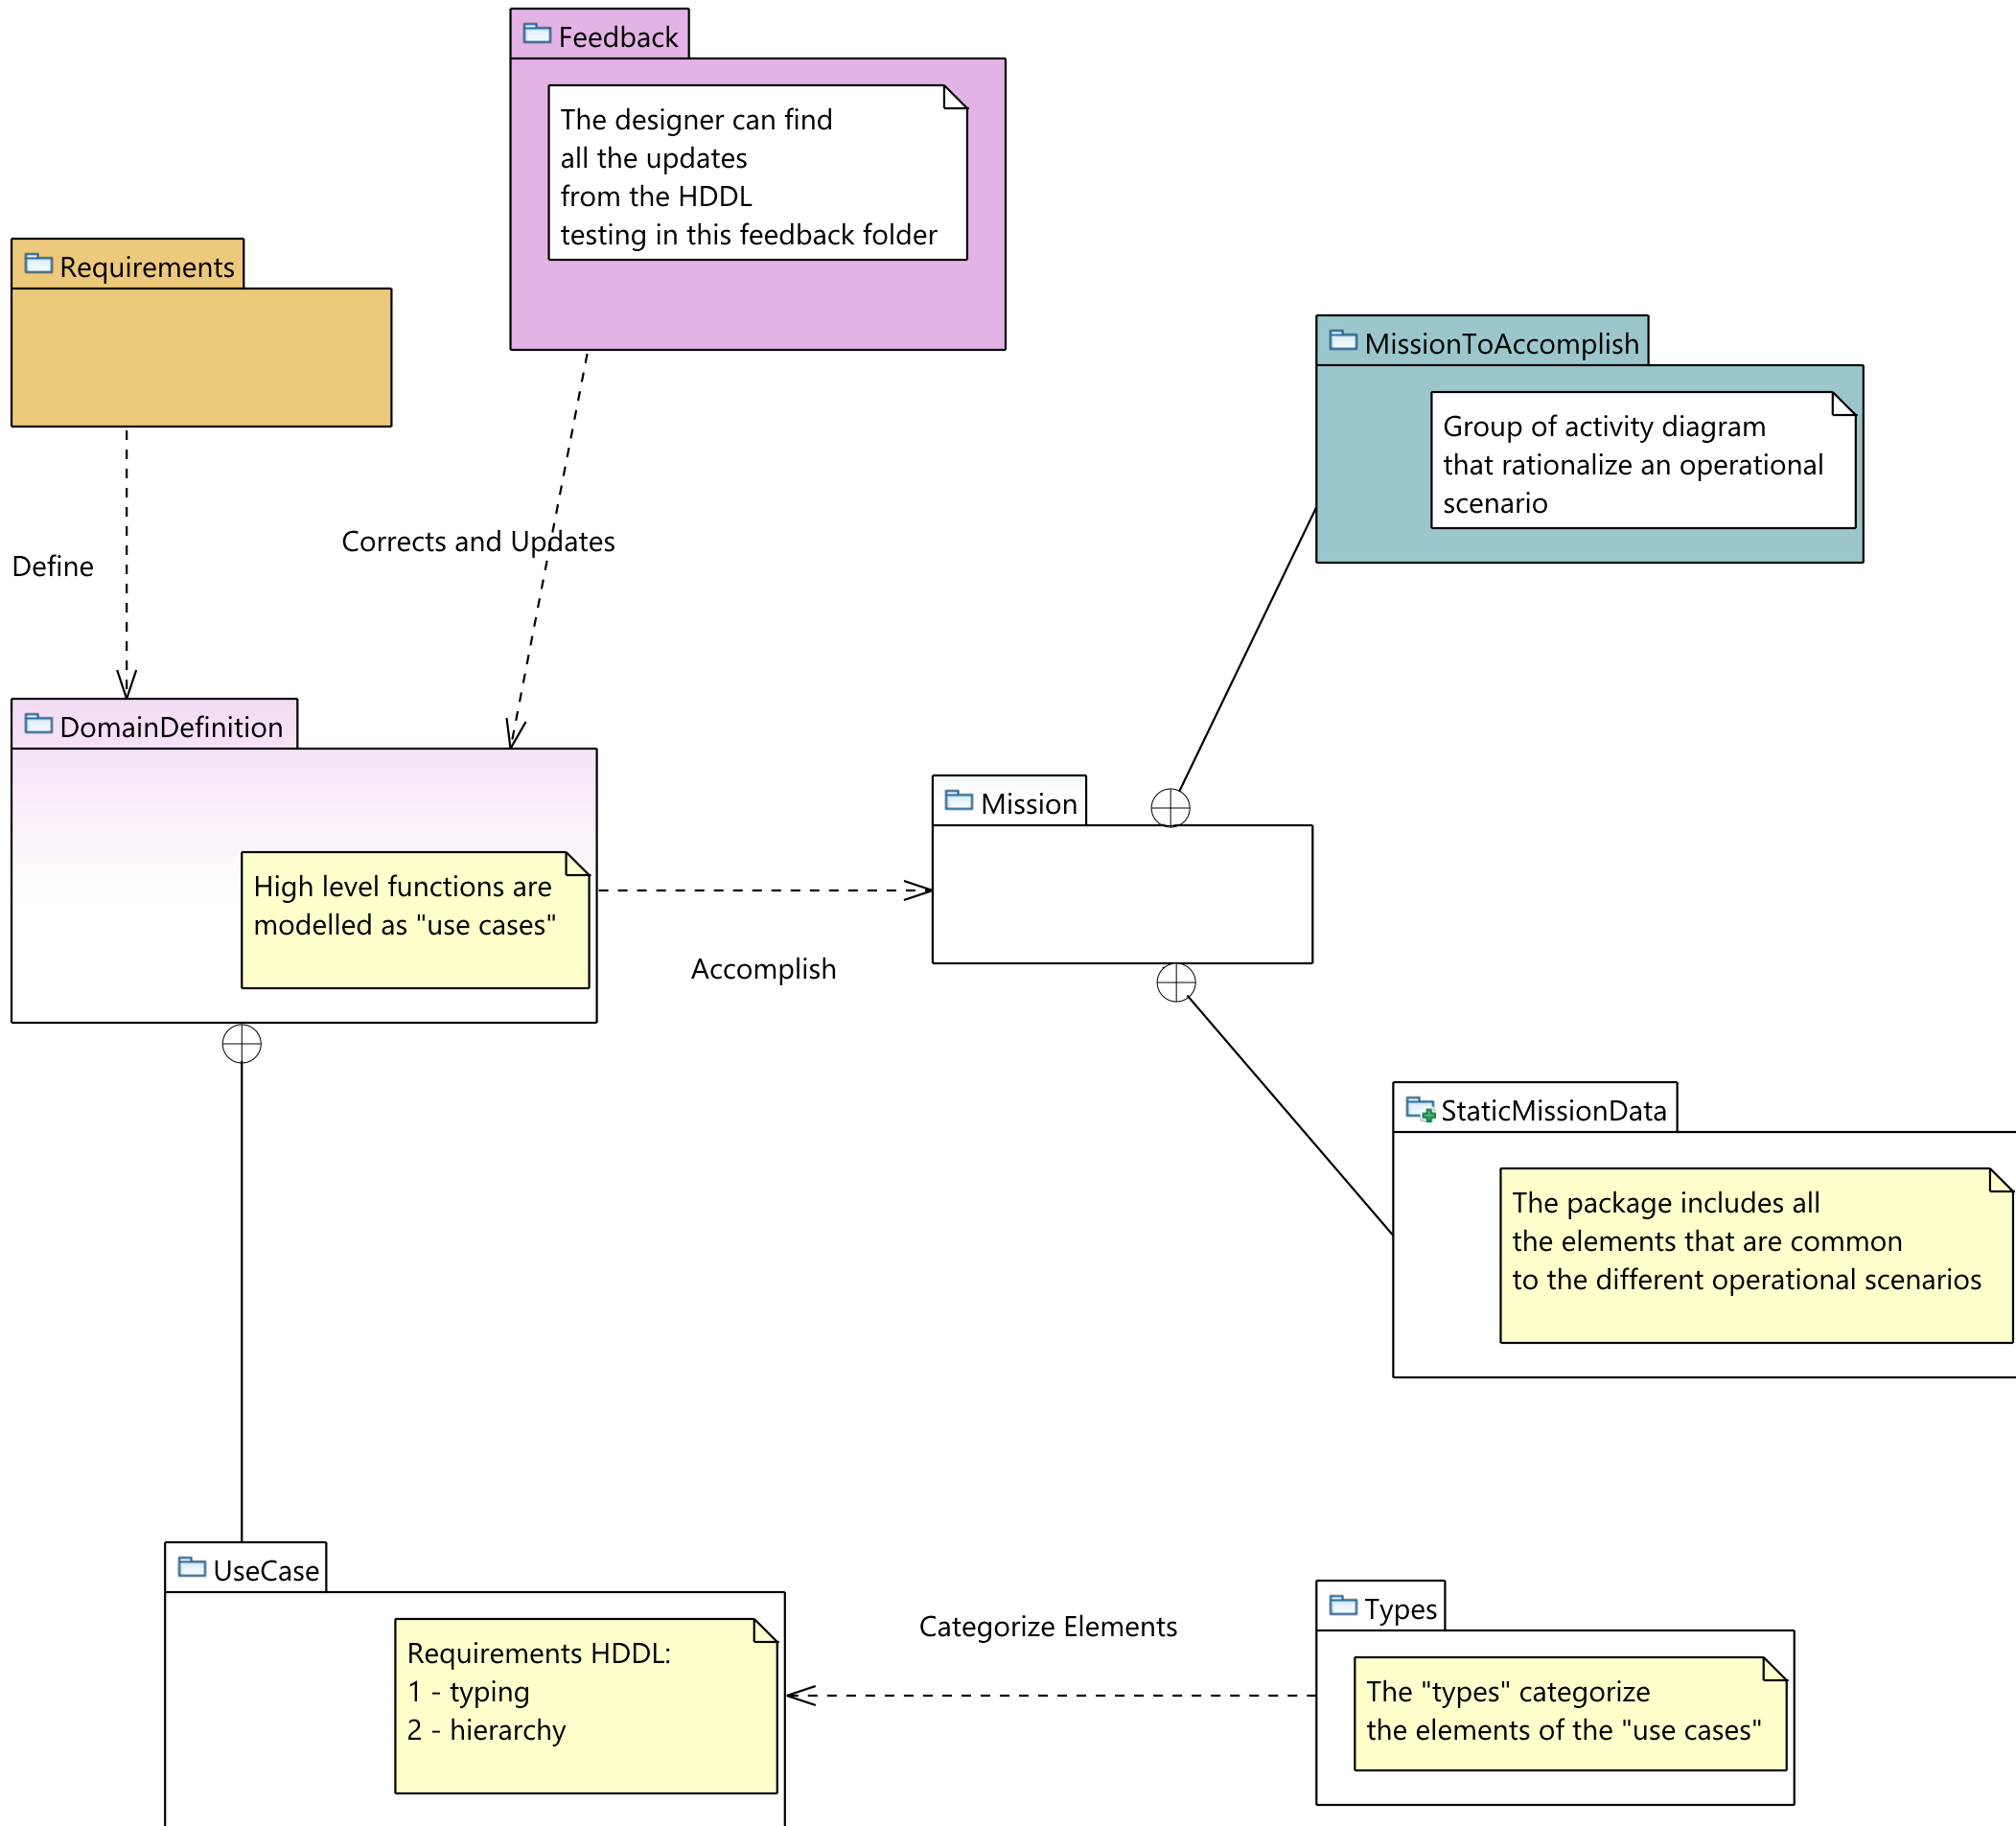 Feedback
The designer can find
all the updates
from the HDDL
testing in this feedback folder
Requirements
MissionToAccomplish
Group of activity diagram
that rationalize an operational
scenario
Corrects and Updates
Define
DomainDefinition
High level functions are
modelled as "use cases"
Mission
Accomplish
StaticMissionData
The package includes all
the elements that are common
to the different operational scenarios
UseCase
Requirements HDDL:
1 - typing
2 - hierarchy
Categorize Elements
Types
The "types" categorize
the elements of the "use cases"